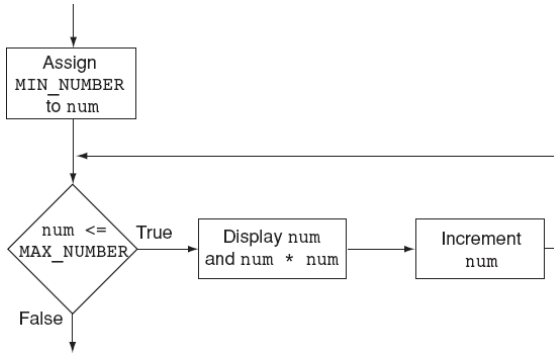 Assign
MIN_NUMBER
to num
num <=
MAX_NUMBER
True
Display num
and num * num
Increment
num
False